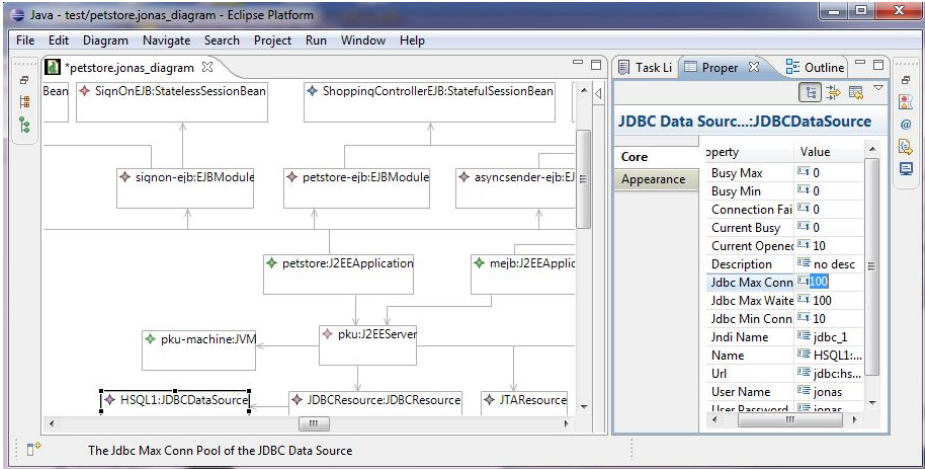 Java - test/petstore.jonas_diagram - Eclipse Platform
File Edit Diagram Navigate Search Project Run Window Help
*petstore.jonas_diagram
Bean
SignOnEJB:StatelessSessionBean
ShoppingControllerEJB:StatefulSessionBean
signon-ejb:EJBModule
petstore-ejb:EJBModule
asyncsender-ejb:EJ
petstore:J2EEApplication
mejb:J2EEApplic
pku-machine:JVM
pku:J2EEServer
HSQL1:JDBCDataSource
JDBCResource:JDBCResource
JTAResource
Task Li Proper Outline
JDBC Data Sourc...:JDBCDataSource
Core
Appearance
operty Value
Busy Max 0
Busy Min 0
Connection Fai 0
Current Busy 0
Current Opened 10
Description no desc
Jdbc Max Conn 100
Jdbc Max Waite 100
Jdbc Min Conn 10
Jndi Name jdbc_1
Name HSQL1:...
Url jdbc:hs...
User Name jonas
User Password jonas
The Jdbc Max Conn Pool of the JDBC Data Source